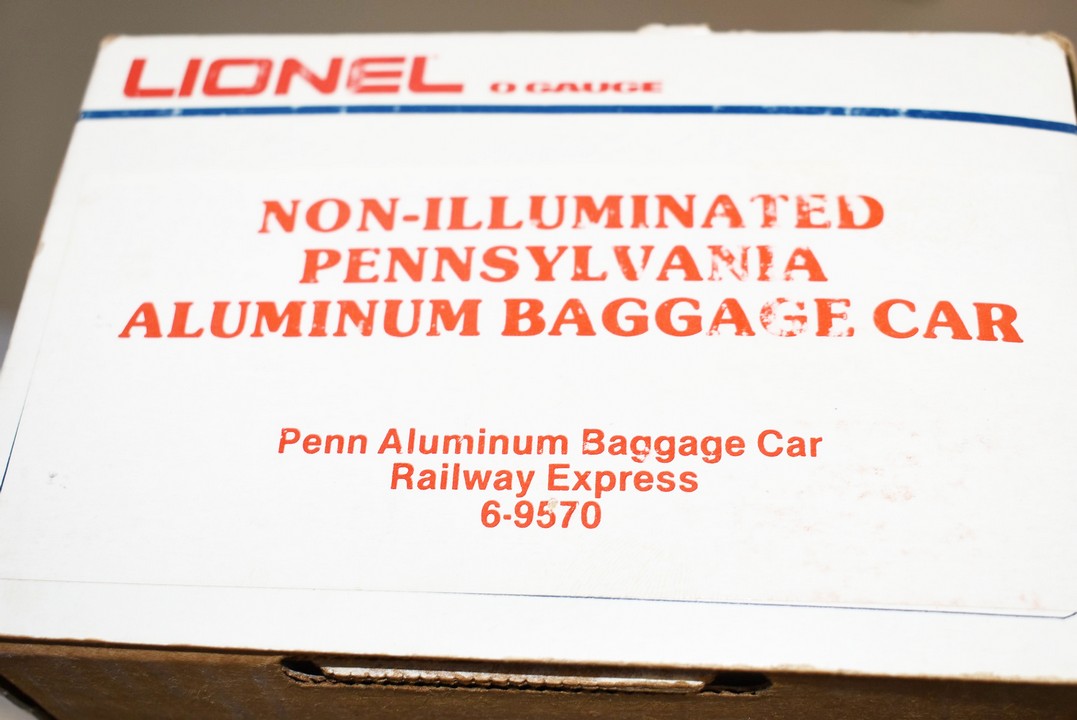 LIONEL O GAUGE
NON-ILLUMINATED
PENNSYLVANIA
ALUMINUM BAGGAGE CAR
Penn Aluminum Baggage Car
Railway Express
6-9570